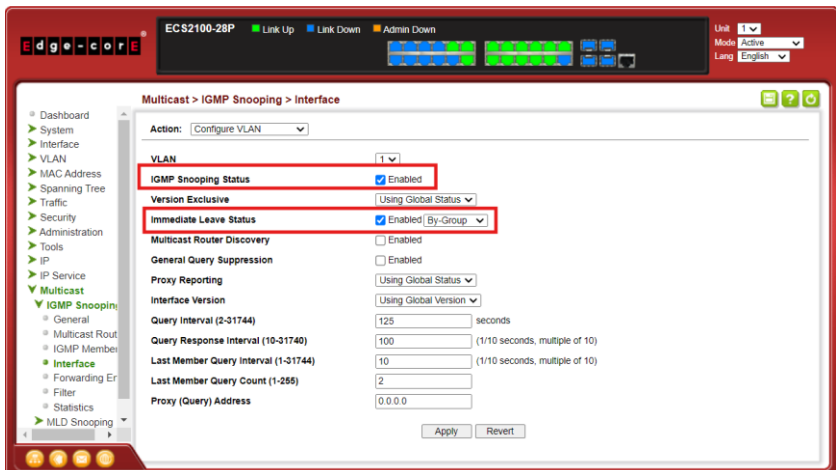 ECS2100-28P Link Up Link Down Admin Down
Edge-corE®
Unit 1
Mode Active
Lang English
Dashboard
System
Interface
VLAN
MAC Address
Spanning Tree
Traffic
Security
Administration
Tools
IP
IP Service
Multicast
IGMP Snooping
General
Multicast Rout
IGMP Member
Interface
Forwarding En
Filter
Statistics
MLD Snooping
Multicast > IGMP Snooping > Interface
Action: Configure VLAN
VLAN 1
IGMP Snooping Status Enabled
Version Exclusive Using Global Status
Immediate Leave Status Enabled By-Group
Multicast Router Discovery Enabled
General Query Suppression Enabled
Proxy Reporting Using Global Status
Interface Version Using Global Version
Query Interval (2-31744) 125 seconds
Query Response Interval (10-31740) 100 (1/10 seconds, multiple of 10)
Last Member Query Interval (1-31744) 10 (1/10 seconds, multiple of 10)
Last Member Query Count (1-255) 2
Proxy (Query) Address 0.0.0.0
Apply Revert